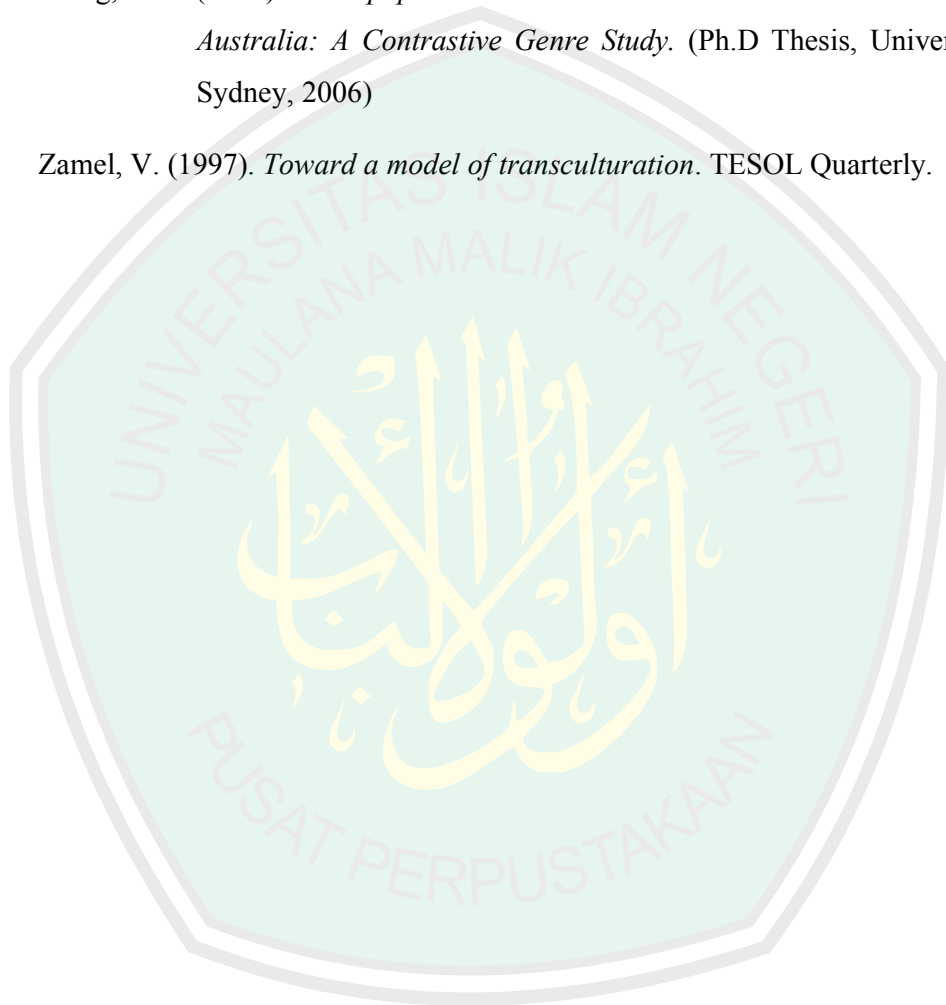 Australia: A Contrastive Genre Study. (Ph.D Thesis, Univer
Sydney, 2006)
Zamel, V. (1997). Toward a model of transculturation. TESOL Quarterly.
UNIVERSITAS ISLAM NEGERI
MAULANA MALIK IBRAHIM
أولوا الألباب
PUSAT PERPUSTAKAAN